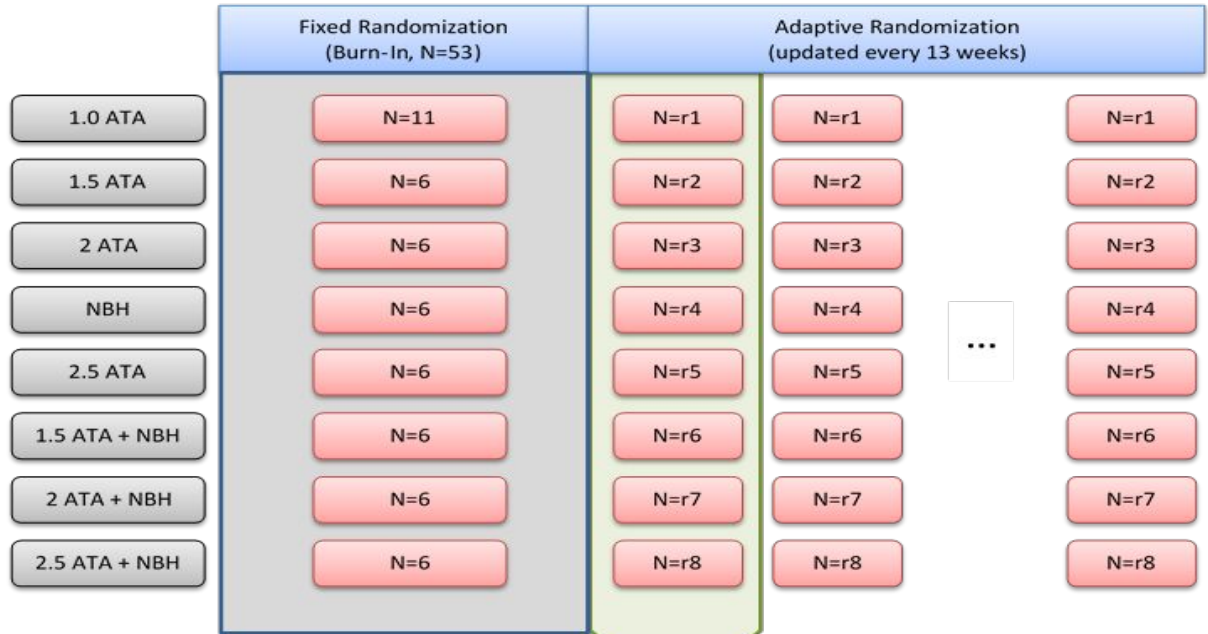 Fixed Randomization
(Burn-In, N=53)
Adaptive Randomization
(updated every 13 weeks)
1.0 ATA N=11 N=r1 N=r1 N=r1
1.5 ATA N=6 N=r2 N=r2 N=r2
2 ATA N=6 N=r3 N=r3 N=r3
NBH N=6 N=r4 N=r4 N=r4
...
2.5 ATA N=6 N=r5 N=r5 N=r5
1.5 ATA + NBH N=6 N=r6 N=r6 N=r6
2 ATA + NBH N=6 N=r7 N=r7 N=r7
2.5 ATA + NBH N=6 N=r8 N=r8 N=r8